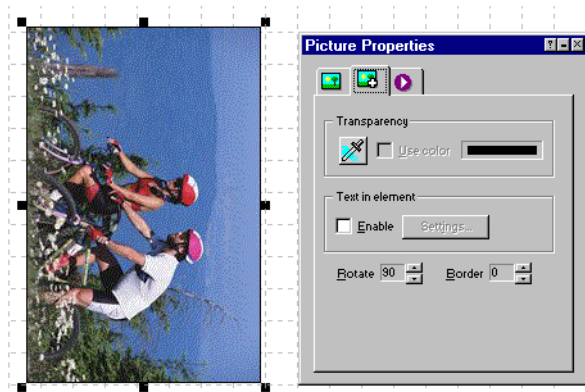 Picture Properties
Transparency
Use color
Text in element
Enable Settings...
Rotate 90 Border 0